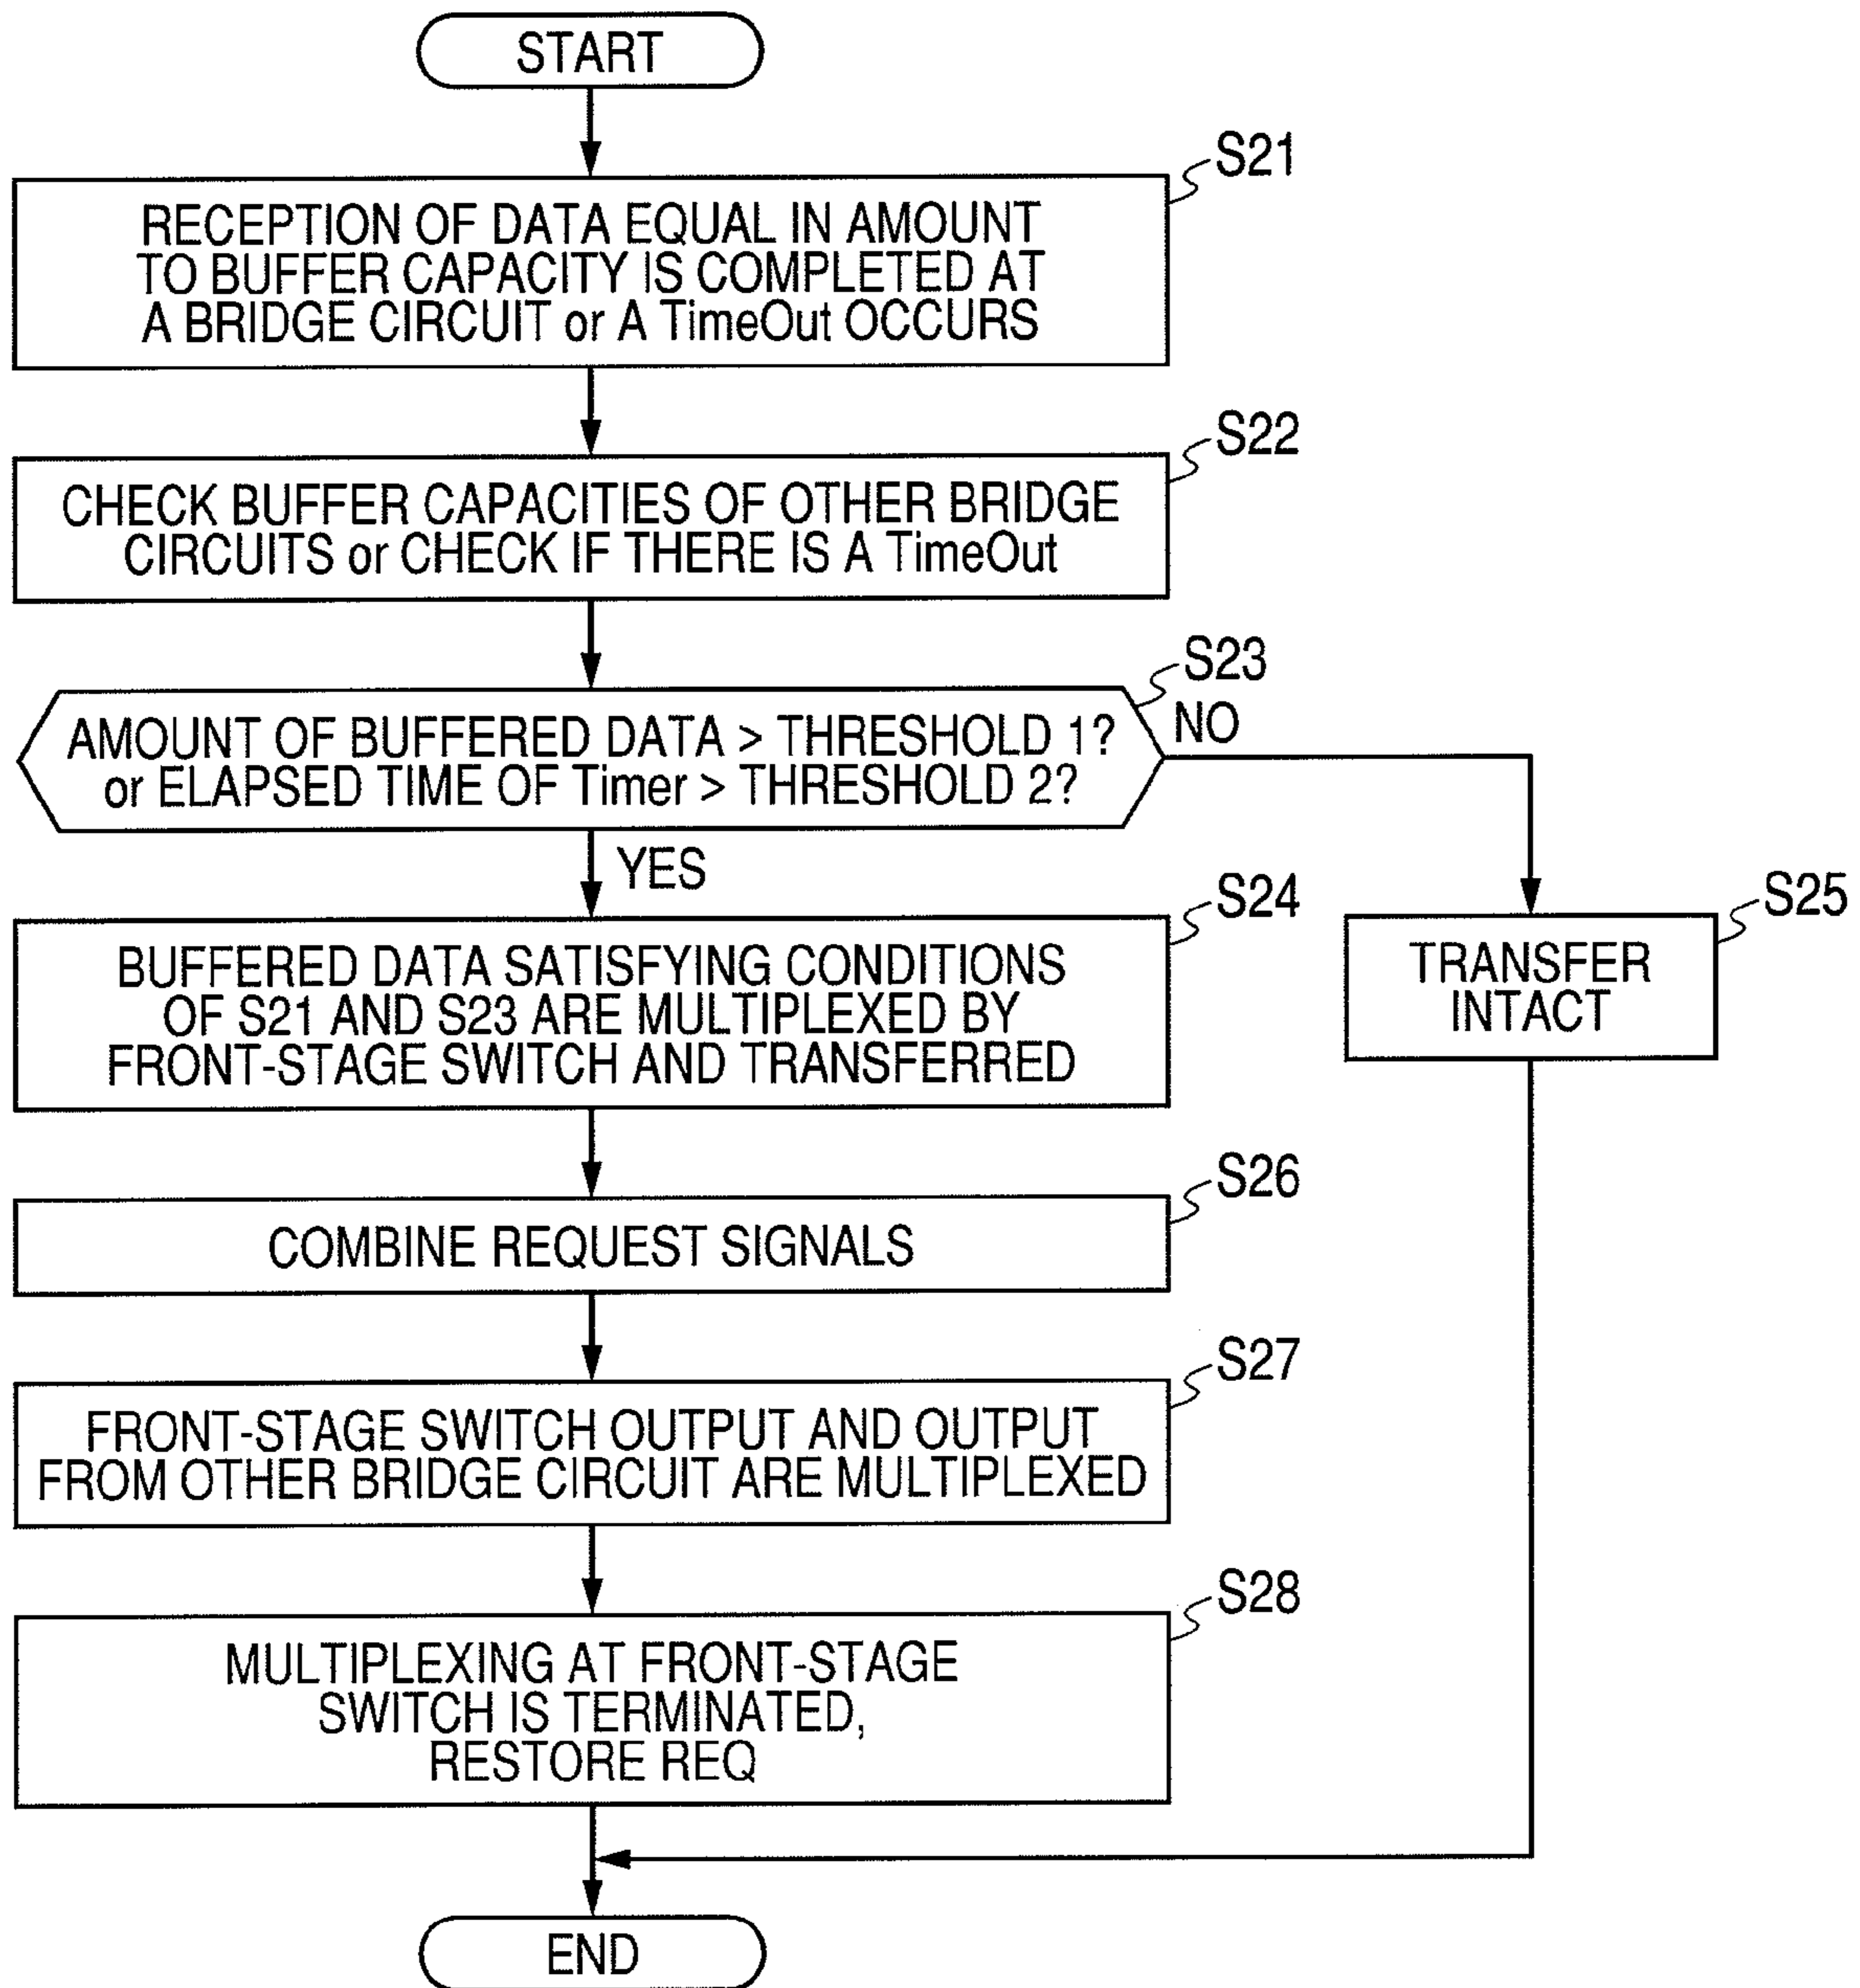 START
S21
RECEPTION OF DATA EQUAL IN AMOUNT
TO BUFFER CAPACITY IS COMPLETED AT
A BRIDGE CIRCUIT or A TimeOut OCCURS
S22
CHECK BUFFER CAPACITIES OF OTHER BRIDGE
CIRCUITS or CHECK IF THERE IS A TimeOut
S23
AMOUNT OF BUFFERED DATA > THRESHOLD 1?
or ELAPSED TIME OF Timer > THRESHOLD 2?
NO
YES
S24
BUFFERED DATA SATISFYING CONDITIONS
OF S21 AND S23 ARE MULTIPLEXED BY
FRONT-STAGE SWITCH AND TRANSFERRED
S25
TRANSFER
INTACT
S26
COMBINE REQUEST SIGNALS
S27
FRONT-STAGE SWITCH OUTPUT AND OUTPUT
FROM OTHER BRIDGE CIRCUIT ARE MULTIPLEXED
S28
MULTIPLEXING AT FRONT-STAGE
SWITCH IS TERMINATED,
RESTORE REQ
END